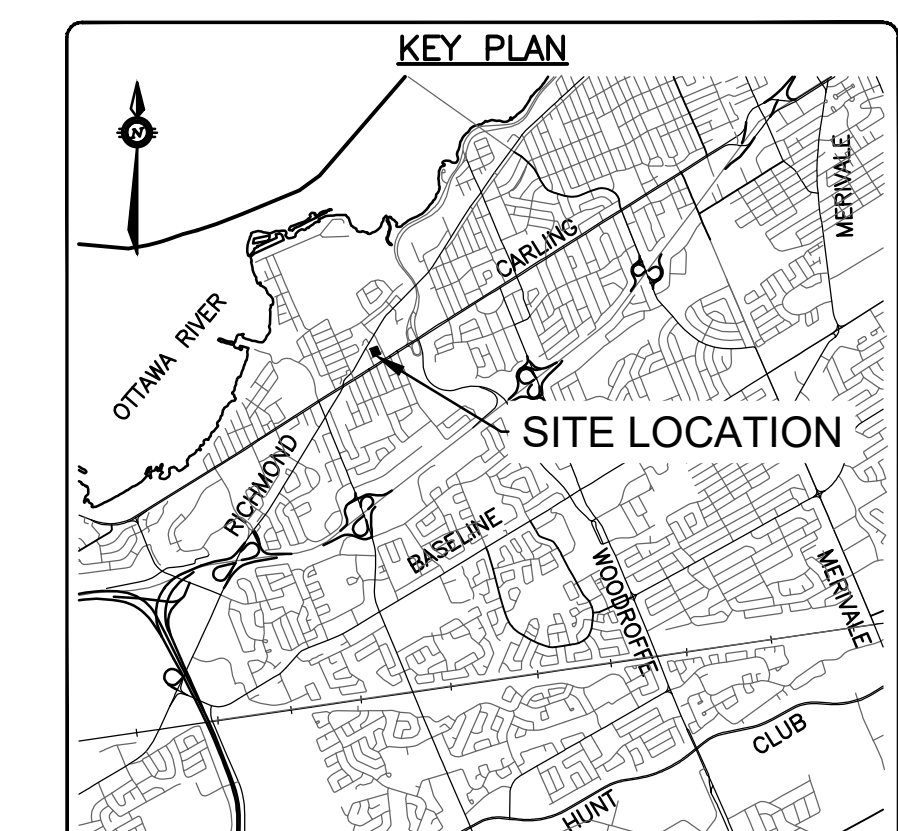 KEY PLAN
N
MERIVALE
CARLING
OTTAWA RIVER
SITE LOCATION
RICHMOND
BASELINE
WOODROFFE
MERIVALE
CLUB
HUNT